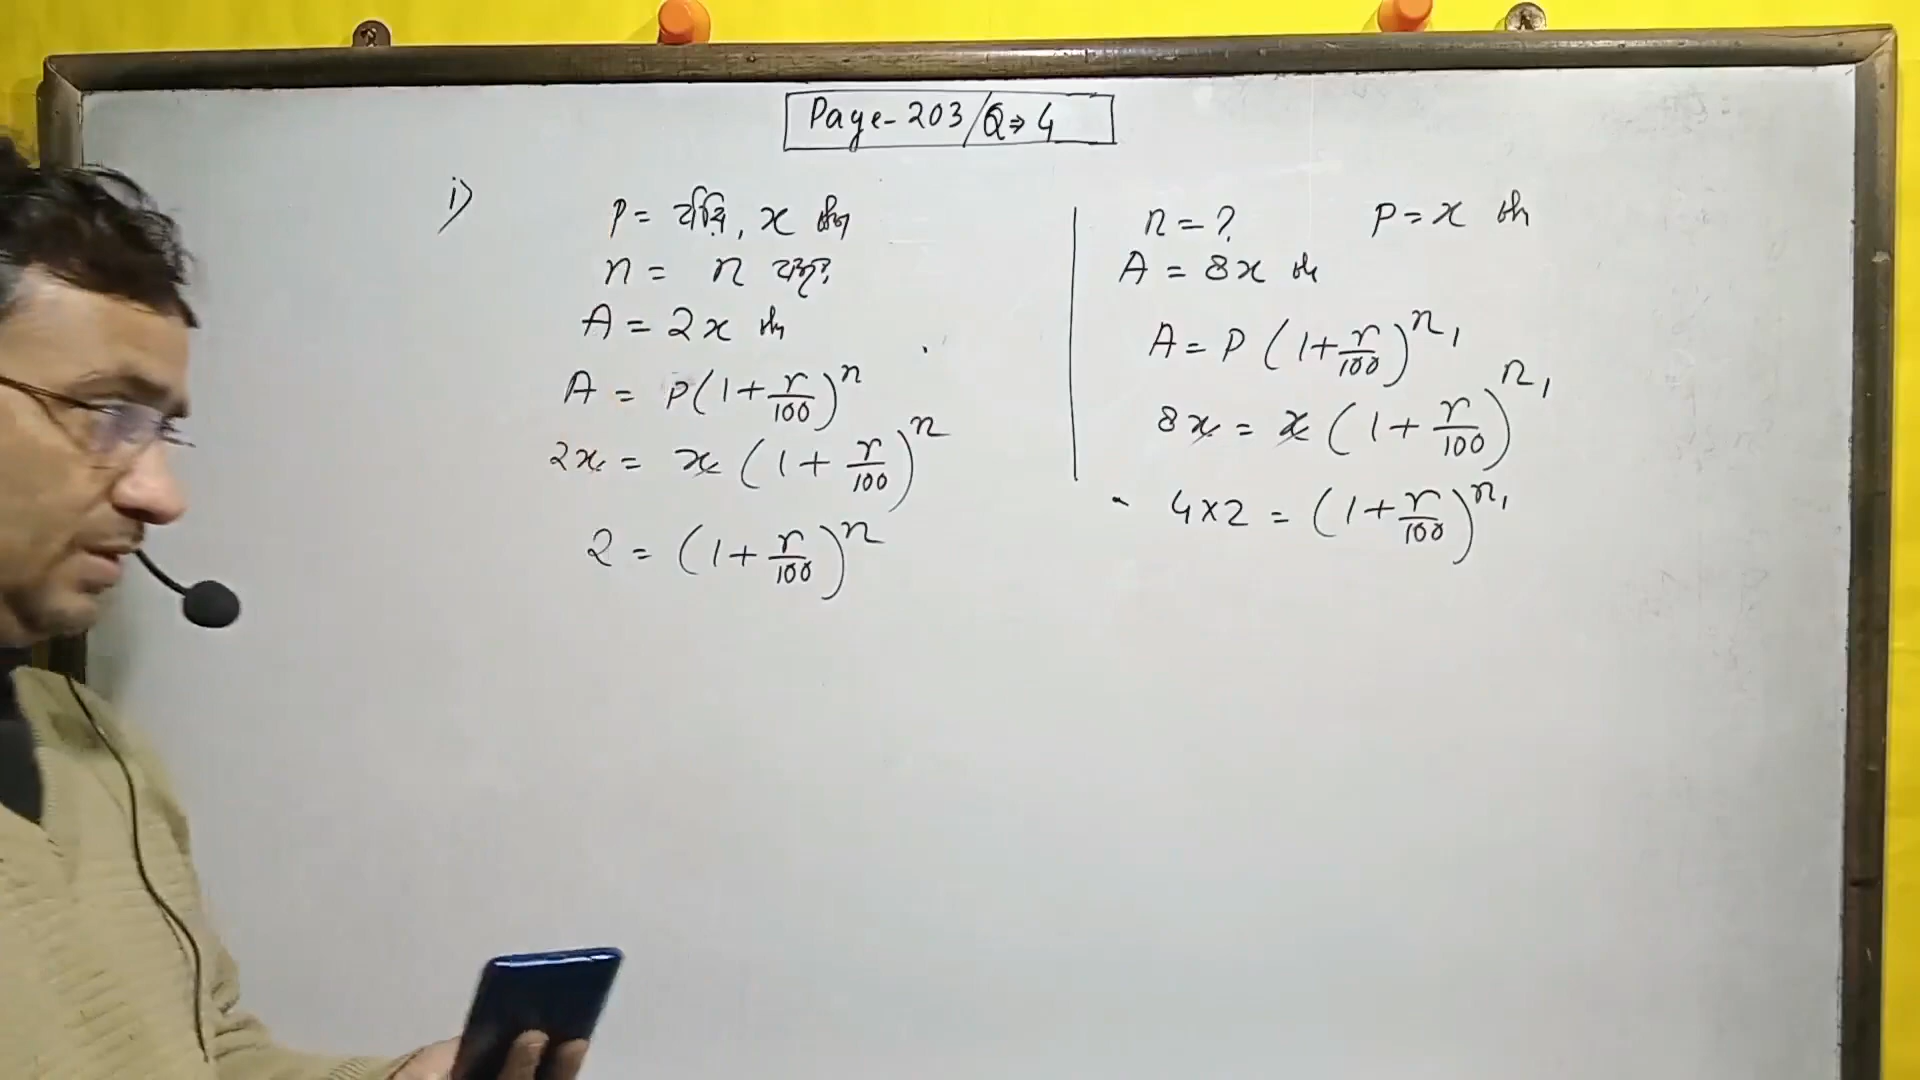 Page-203/Q⇒4
i)
P = यदि, x
n = n
A = 2x
A = P(1+r/100)^n
2x = x(1+r/100)^n
2 = (1+r/100)^n
n = ? P = x
A = 8x
A = P(1+r/100)^n₁
8x = x(1+r/100)^n₁
4×2 = (1+r/100)^n₁